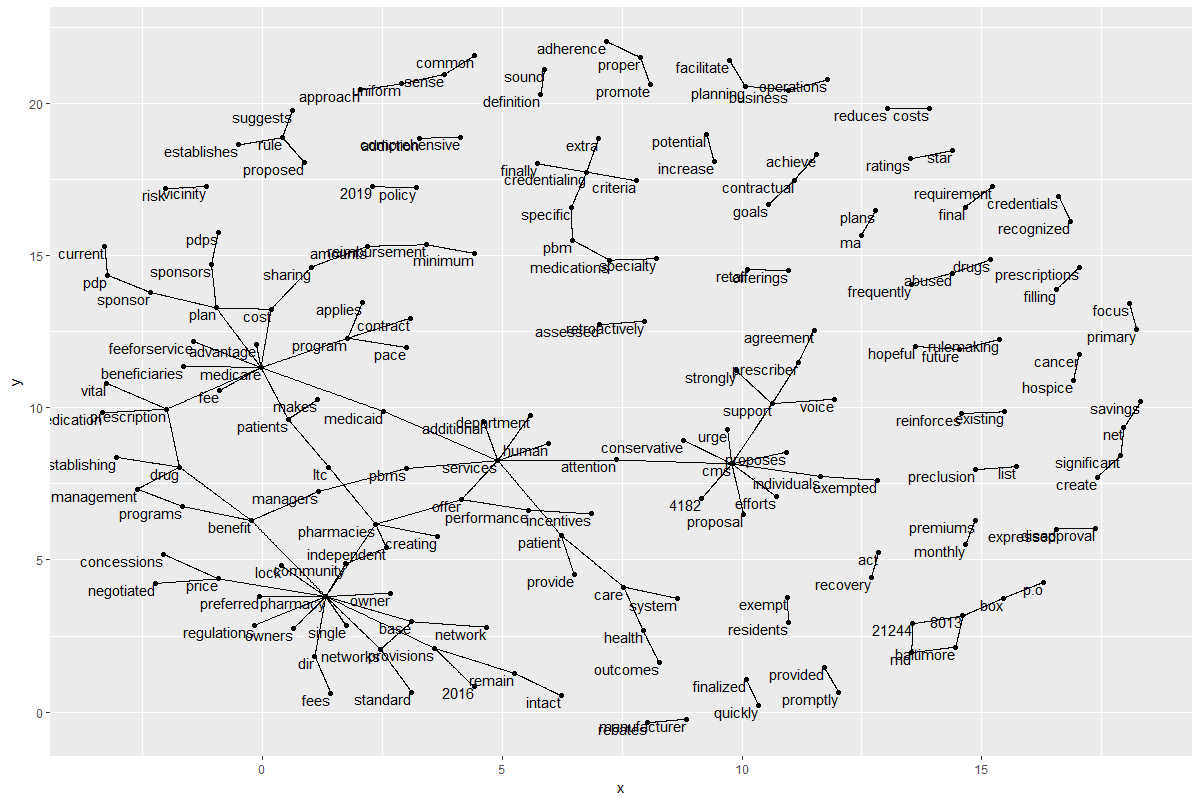 adherence
common
proper
sound
facilitate
sense
uniform
approach
promote
definition
planning
business
operations
20
suggests
reduces costs
establishes
rule
comprehensive
addiction
extra
potential
proposed
finally
increase
achieve
ratings
star
credentialing
criteria
contractual
risk
vicinity
2019
policy
requirement
credentials
specific
goals
plans
final
recognized
pdps
pbm
ma
15
current
amounts
reimbursement
minimum
sponsors
sharing
medications
specialty
retail
offerings
drugs
abused
frequently
prescriptions
filling
pdp
sponsor
plan
cost
applies
contract
focus
assessed
retroactively
primary
agreement
feeforservice
advantage
program
pace
hopeful
future
rulemaking
beneficiaries
medicare
strongly
prescriber
cancer
vital
fee
hospice
10
edication
prescription
makes
patients
medicaid
additional
department
support
voice
reinforces
existing
savings
urge
net
human
conservative
stablishing
drug
ltc
pbms
services
attention
cms
proposes
preclusion
list
significant
management
managers
individuals
exempted
create
programs
benefit
offer
performance
incentives
4182
efforts
proposal
pharmacies
patient
premiums
expressed
disapproval
5
concessions
independent
creating
monthly
lock
community
provide
act
negotiated
price
care
recovery
preferred
pharmacy
owner
system
exempt
p.o
box
regulations
owners
single
base
network
health
residents
21244
8013
dir
networks
provisions
outcomes
md
baltimore
fees
standard
2016
remain
intact
finalized
provided
quickly
promptly
0
manufacturer
rebates
0
5
10
15
x
y